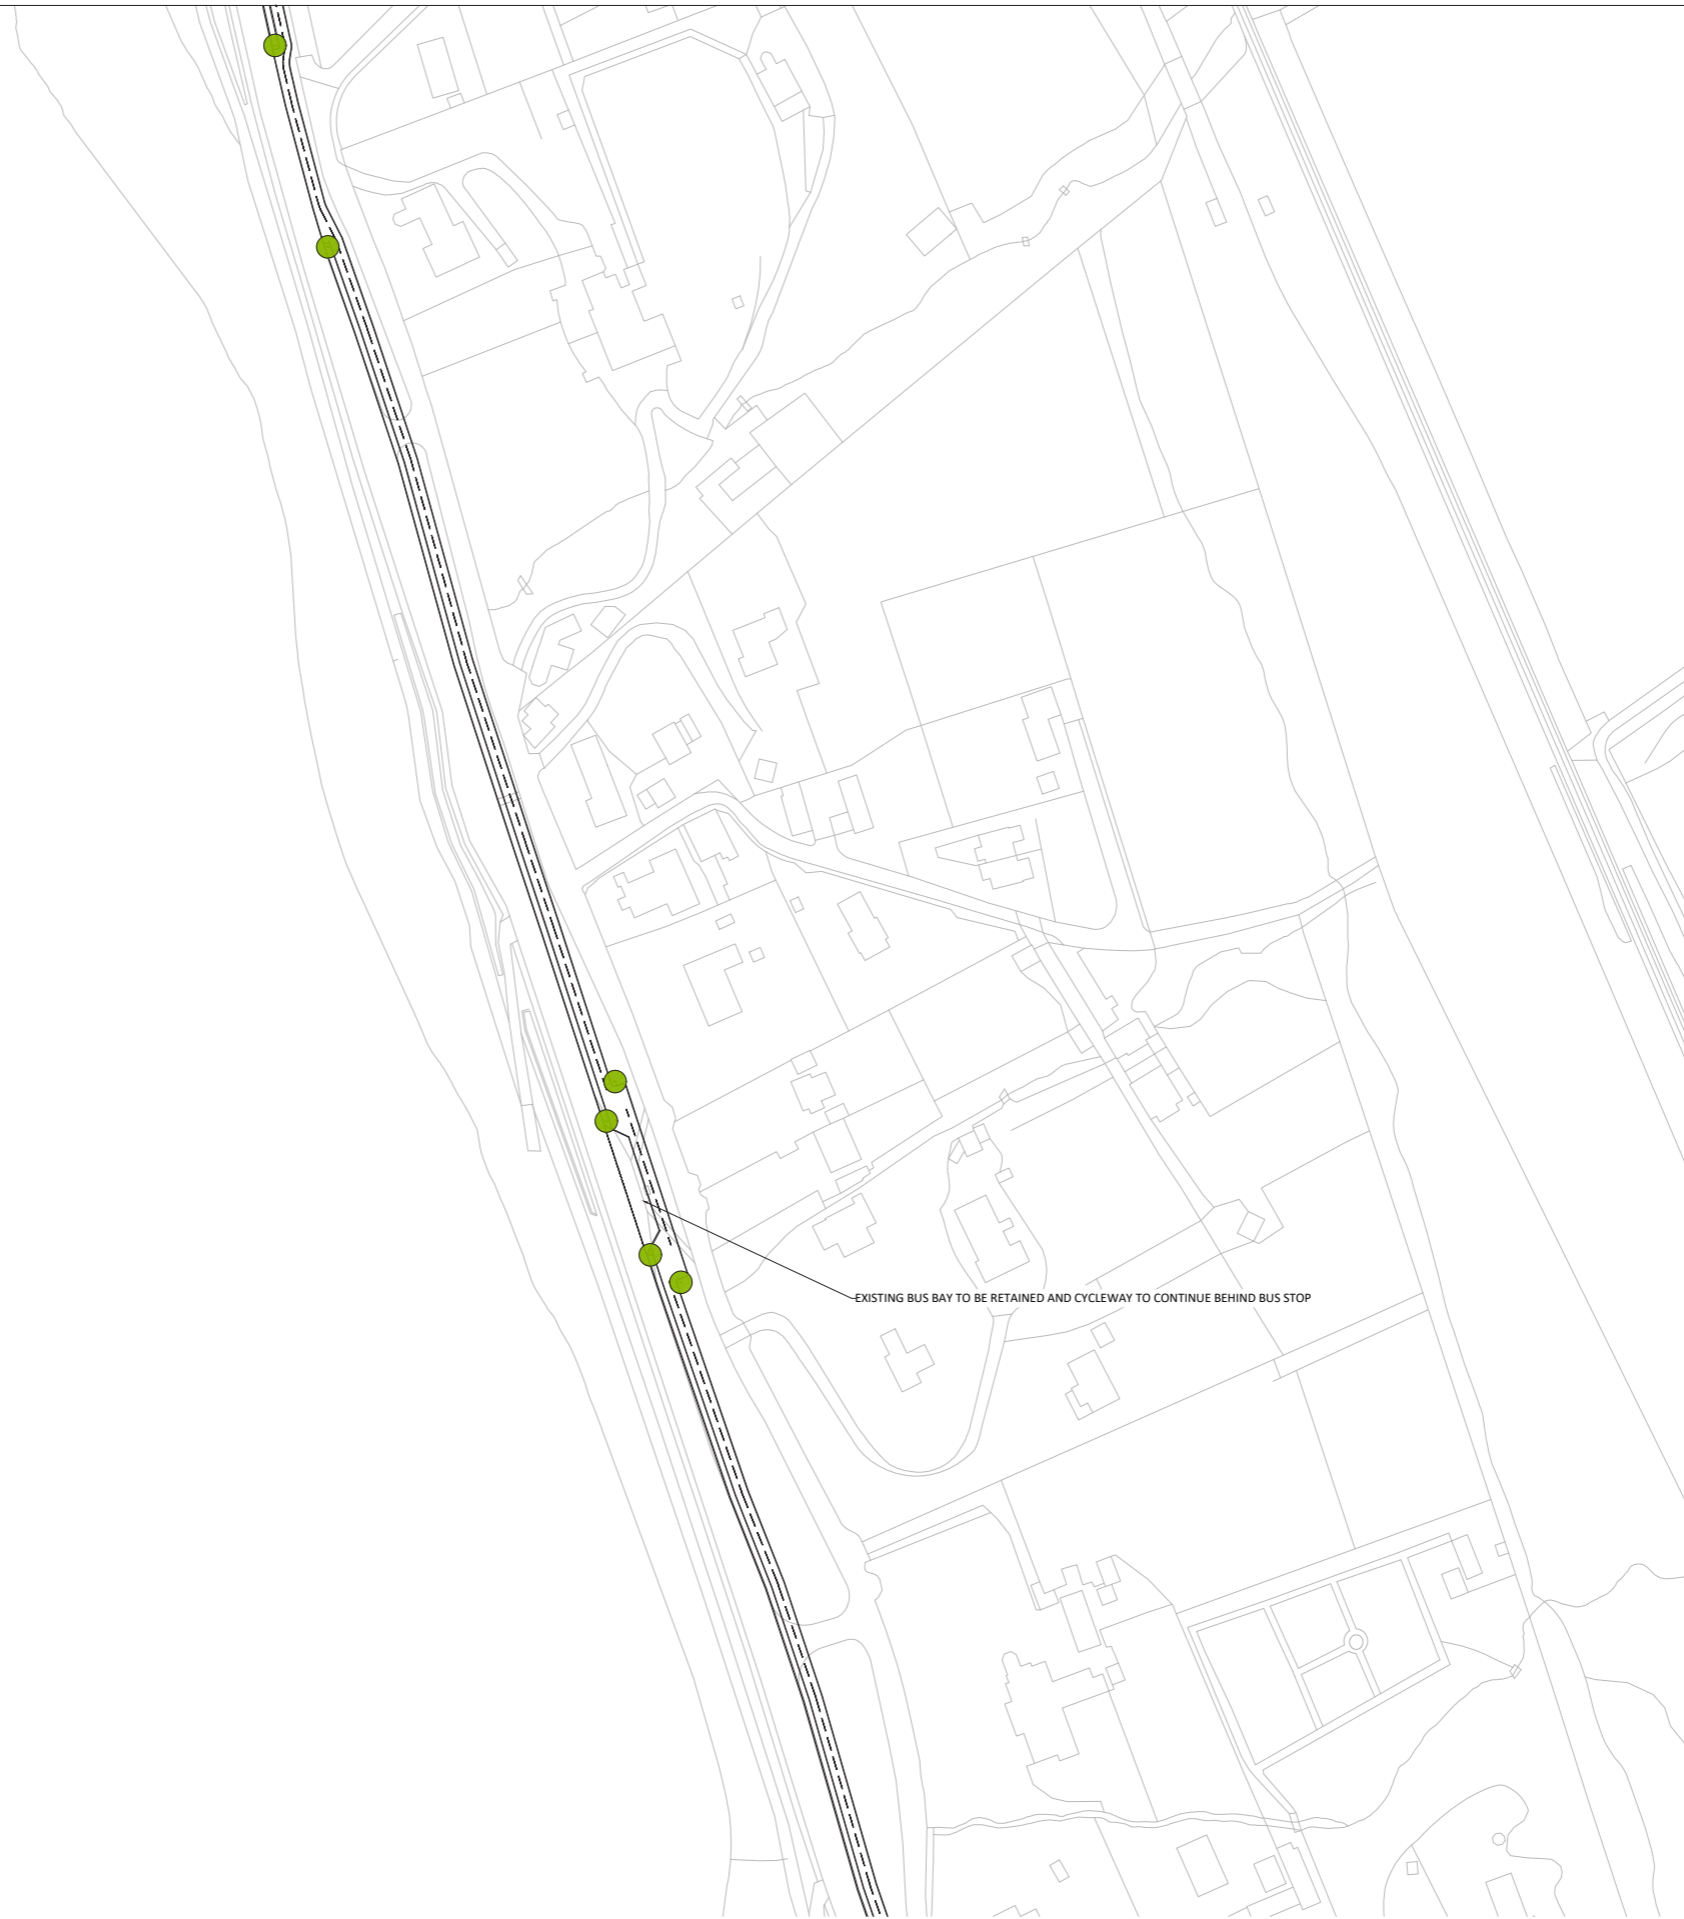 EXISTING BUS BAY TO BE RETAINED AND CYCLEWAY TO CONTINUE BEHIND BUS STOP